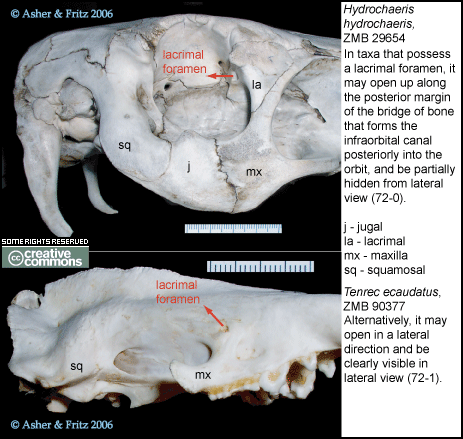 © Asher & Fritz 2006
lacrimal
foramen
la
sq
j
mx
SOME RIGHTS RESERVED
cc creative
commons
lacrimal
foramen
sq
mx
© Asher & Fritz 2006
Hydrochaeris
hydrochaeris,
ZMB 29654
In taxa that possess
a lacrimal foramen, it
may open up along
the posterior margin
of the bridge of bone
that forms the
infraorbital canal
posteriorly into the
orbit, and be partially
hidden from lateral
view (72-0).
j - jugal
la - lacrimal
mx - maxilla
sq - squamosal
Tenrec ecaudatus,
ZMB 90377
Alternatively, it may
open in a lateral
direction and be
clearly visible in
lateral view (72-1).